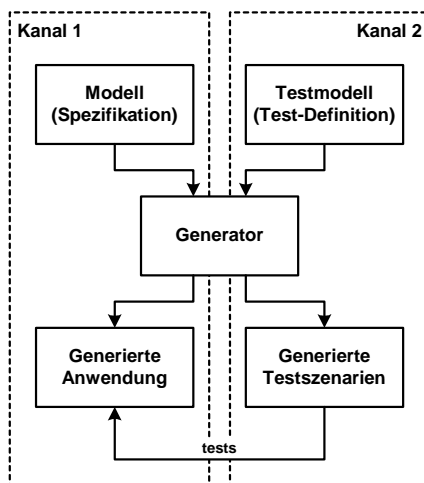 Kanal 1
Kanal 2
Modell
(Spezifikation)
Testmodell
(Test-Definition)
Generator
Generierte
Anwendung
Generierte
Testszenarien
tests